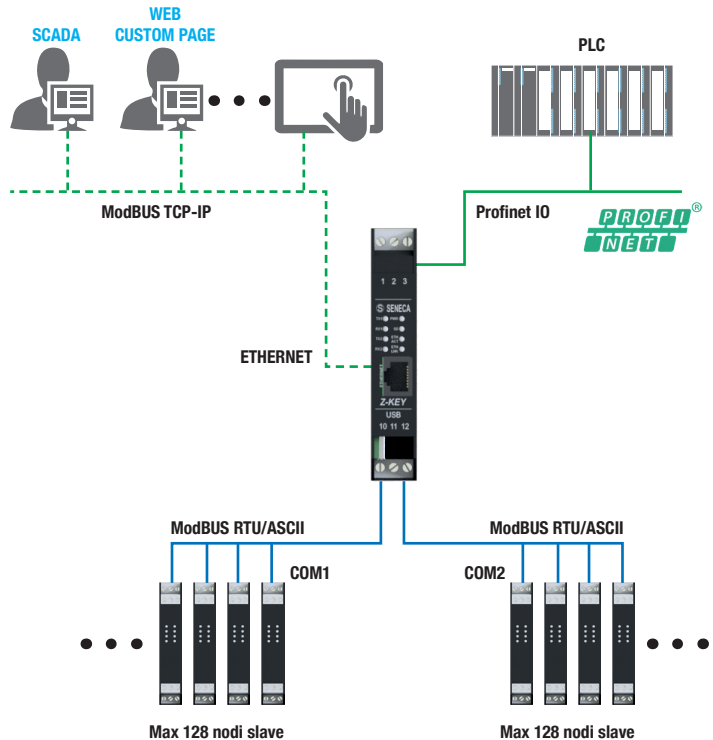 SCADA
WEB
CUSTOM PAGE
PLC
ModBUS TCP-IP
Profinet IO
PROFI®
NET
1 2 3
SENECA
ETHERNET
ETHERNET
Z-KEY
USB
10 11 12
ModBUS RTU/ASCII
ModBUS RTU/ASCII
COM1
COM2
Max 128 nodi slave
Max 128 nodi slave